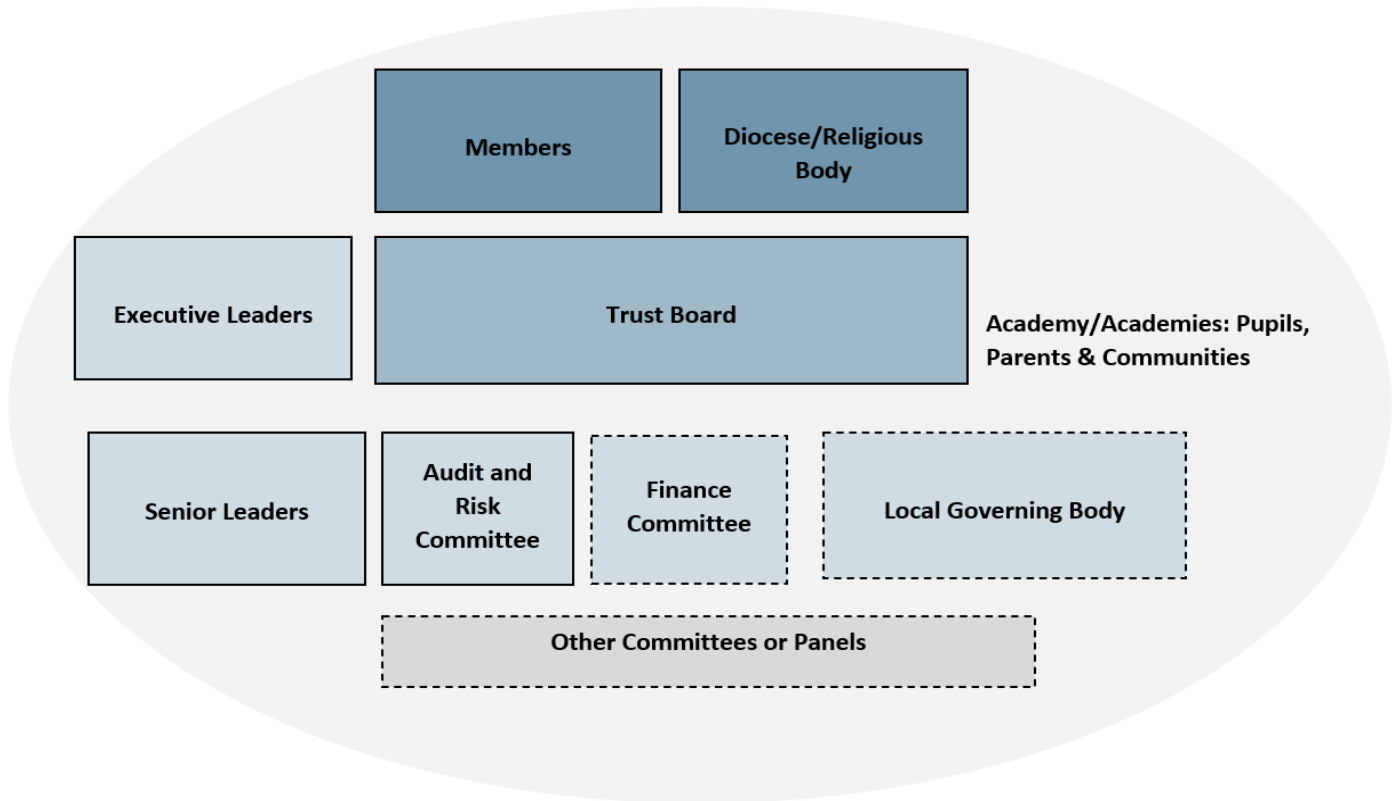 Members
Diocese/Religious
Body
Executive Leaders
Trust Board
Academy/Academies: Pupils,
Parents & Communities
Senior Leaders
Audit and
Risk
Committee
Finance
Committee
Local Governing Body
Other Committees or Panels